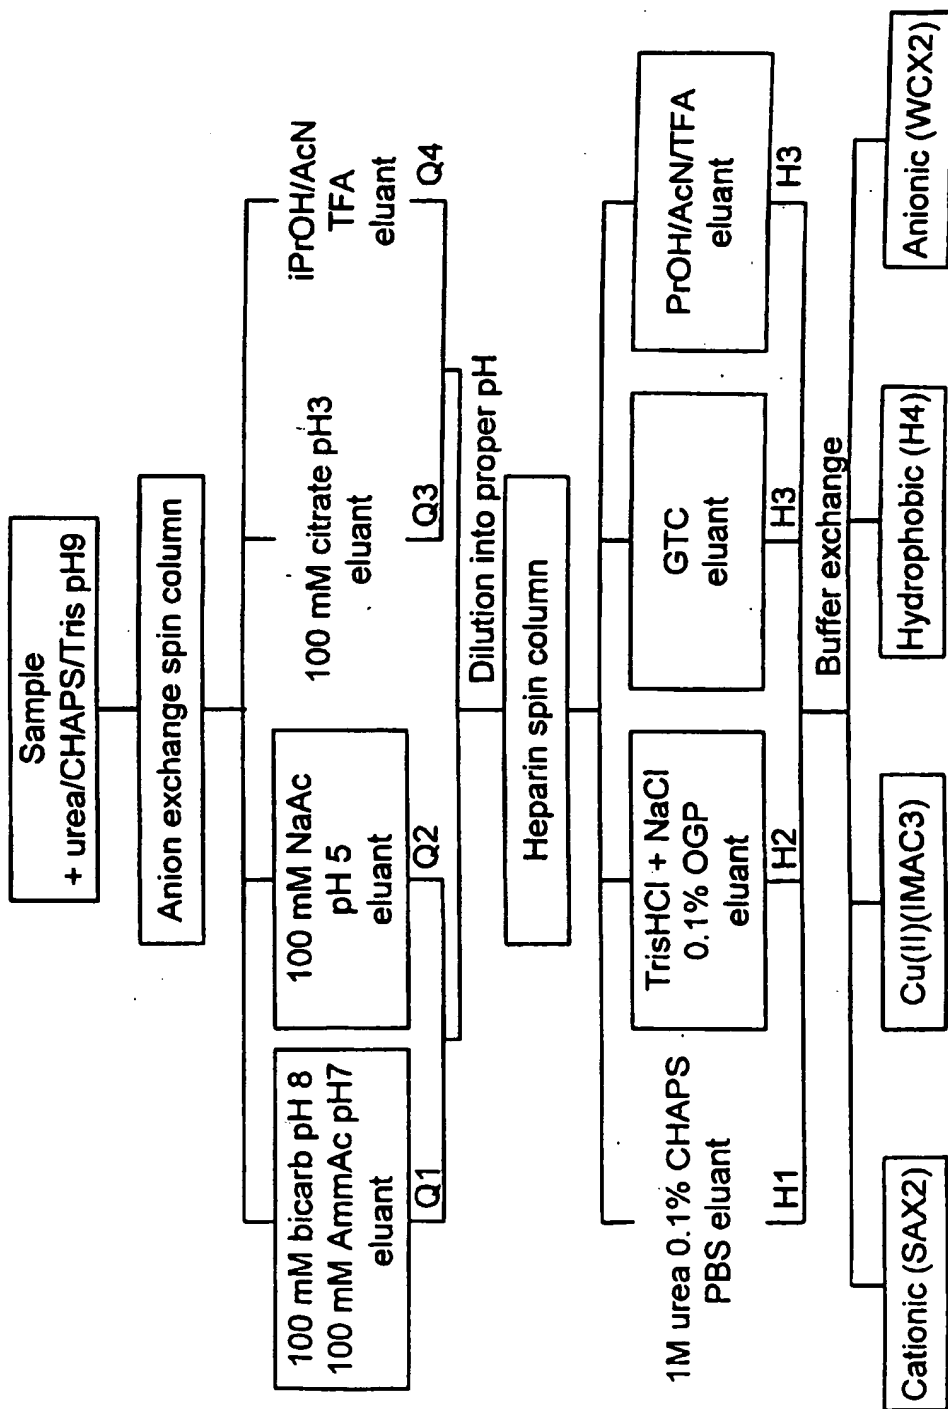 Sample
+ urea/CHAPS/Tris pH9
Anion exchange spin column
100 mM bicarb pH 8
100 mM AmmAc pH7
eluant
Q1
100 mM NaAc
pH 5
eluant
Q2
100 mM citrate pH3
eluant
Q3
iPrOH/AcN
TFA
eluant
Q4
Dilution into proper pH
Heparin spin column
1M urea 0.1% CHAPS
PBS eluant
H1
TrisHCl + NaCl
0.1% OGP
eluant
H2
GTC
eluant
H3
PrOH/AcN/TFA
eluant
H3
Buffer exchange
Cationic (SAX2)
Cu(II)(IMAC3)
Hydrophobic (H4)
Anionic (WCX2)